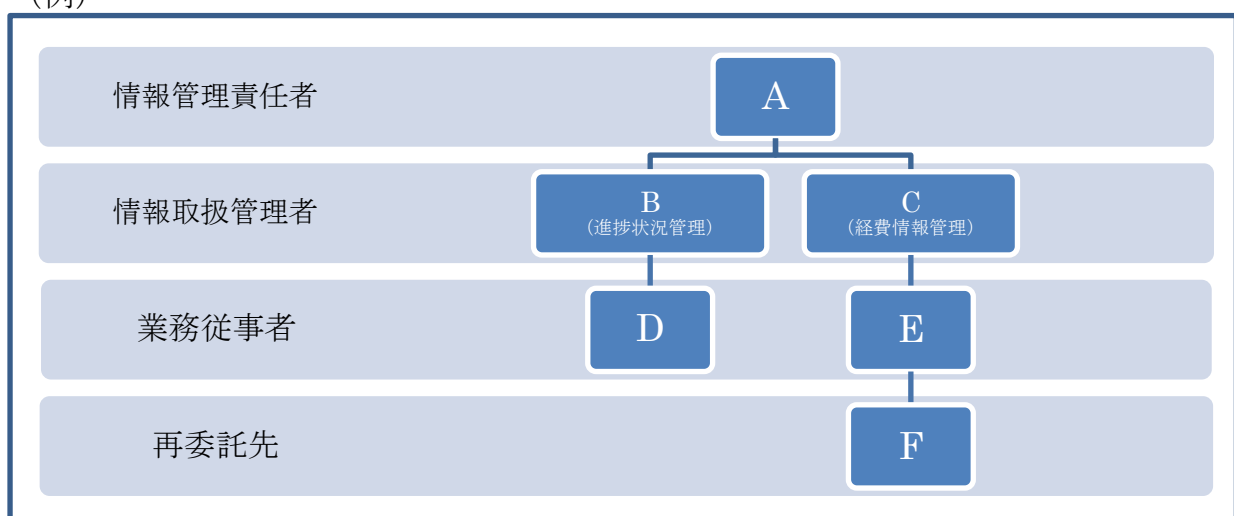 （例）
情報管理責任者
A
情報取扱管理者
B
（進捗状況管理）
C
（経費情報管理）
業務従事者
D
E
再委託先
F